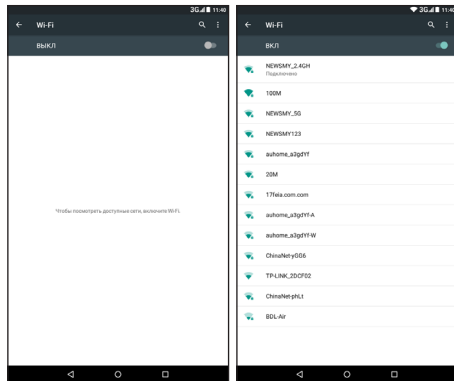 3G 11:40
Wi-Fi
ВЫКЛ
Чтобы посмотреть доступные сети, включите Wi-Fi.
3G 11:40
Wi-Fi
ВКЛ
NEWSMY_2.4GH
Подключено
100M
NEWSMY_5G
NEWSMY123
auhome_a3gdYf
20M
17feia.com.com
auhome_a3gdYf-A
auhome_a3gdYf-W
ChinaNet-yGG6
TP-LINK_2DCF02
ChinaNet-phLt
BDL-Air